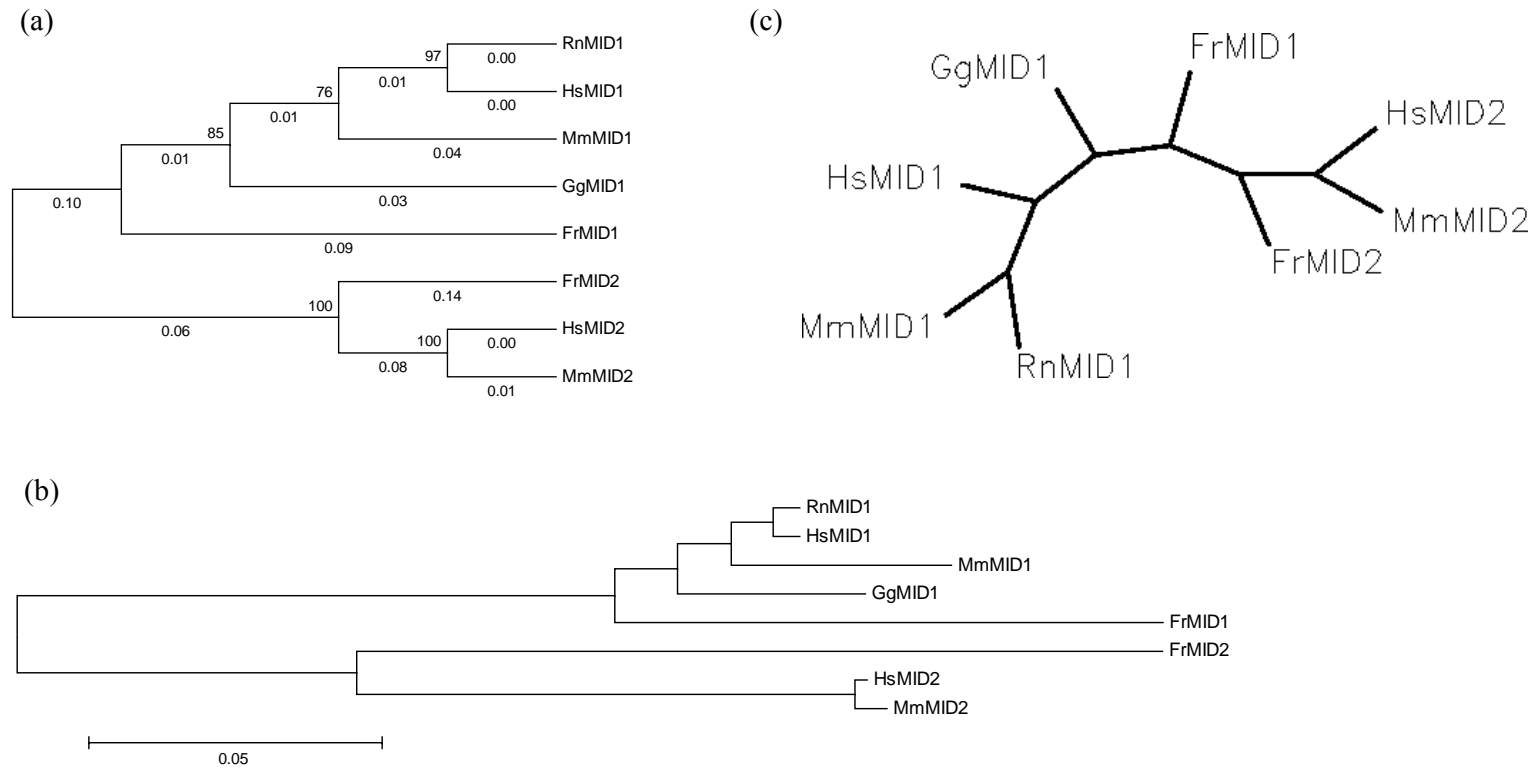 (a)
RnMID1
97
0.00
0.01
HsMID1
76
0.00
0.01
MmMID1
85
0.04
0.01
GgMID1
0.10
0.03
FrMID1
0.09
FrMID2
100
0.14
HsMID2
0.06
100
0.00
0.08
MmMID2
0.01
(c)
FrMID1
GgMID1
HsMID2
HsMID1
MmMID2
FrMID2
MmMID1
RnMID1
(b)
RnMID1
HsMID1
MmMID1
GgMID1
FrMID1
FrMID2
HsMID2
MmMID2
0.05